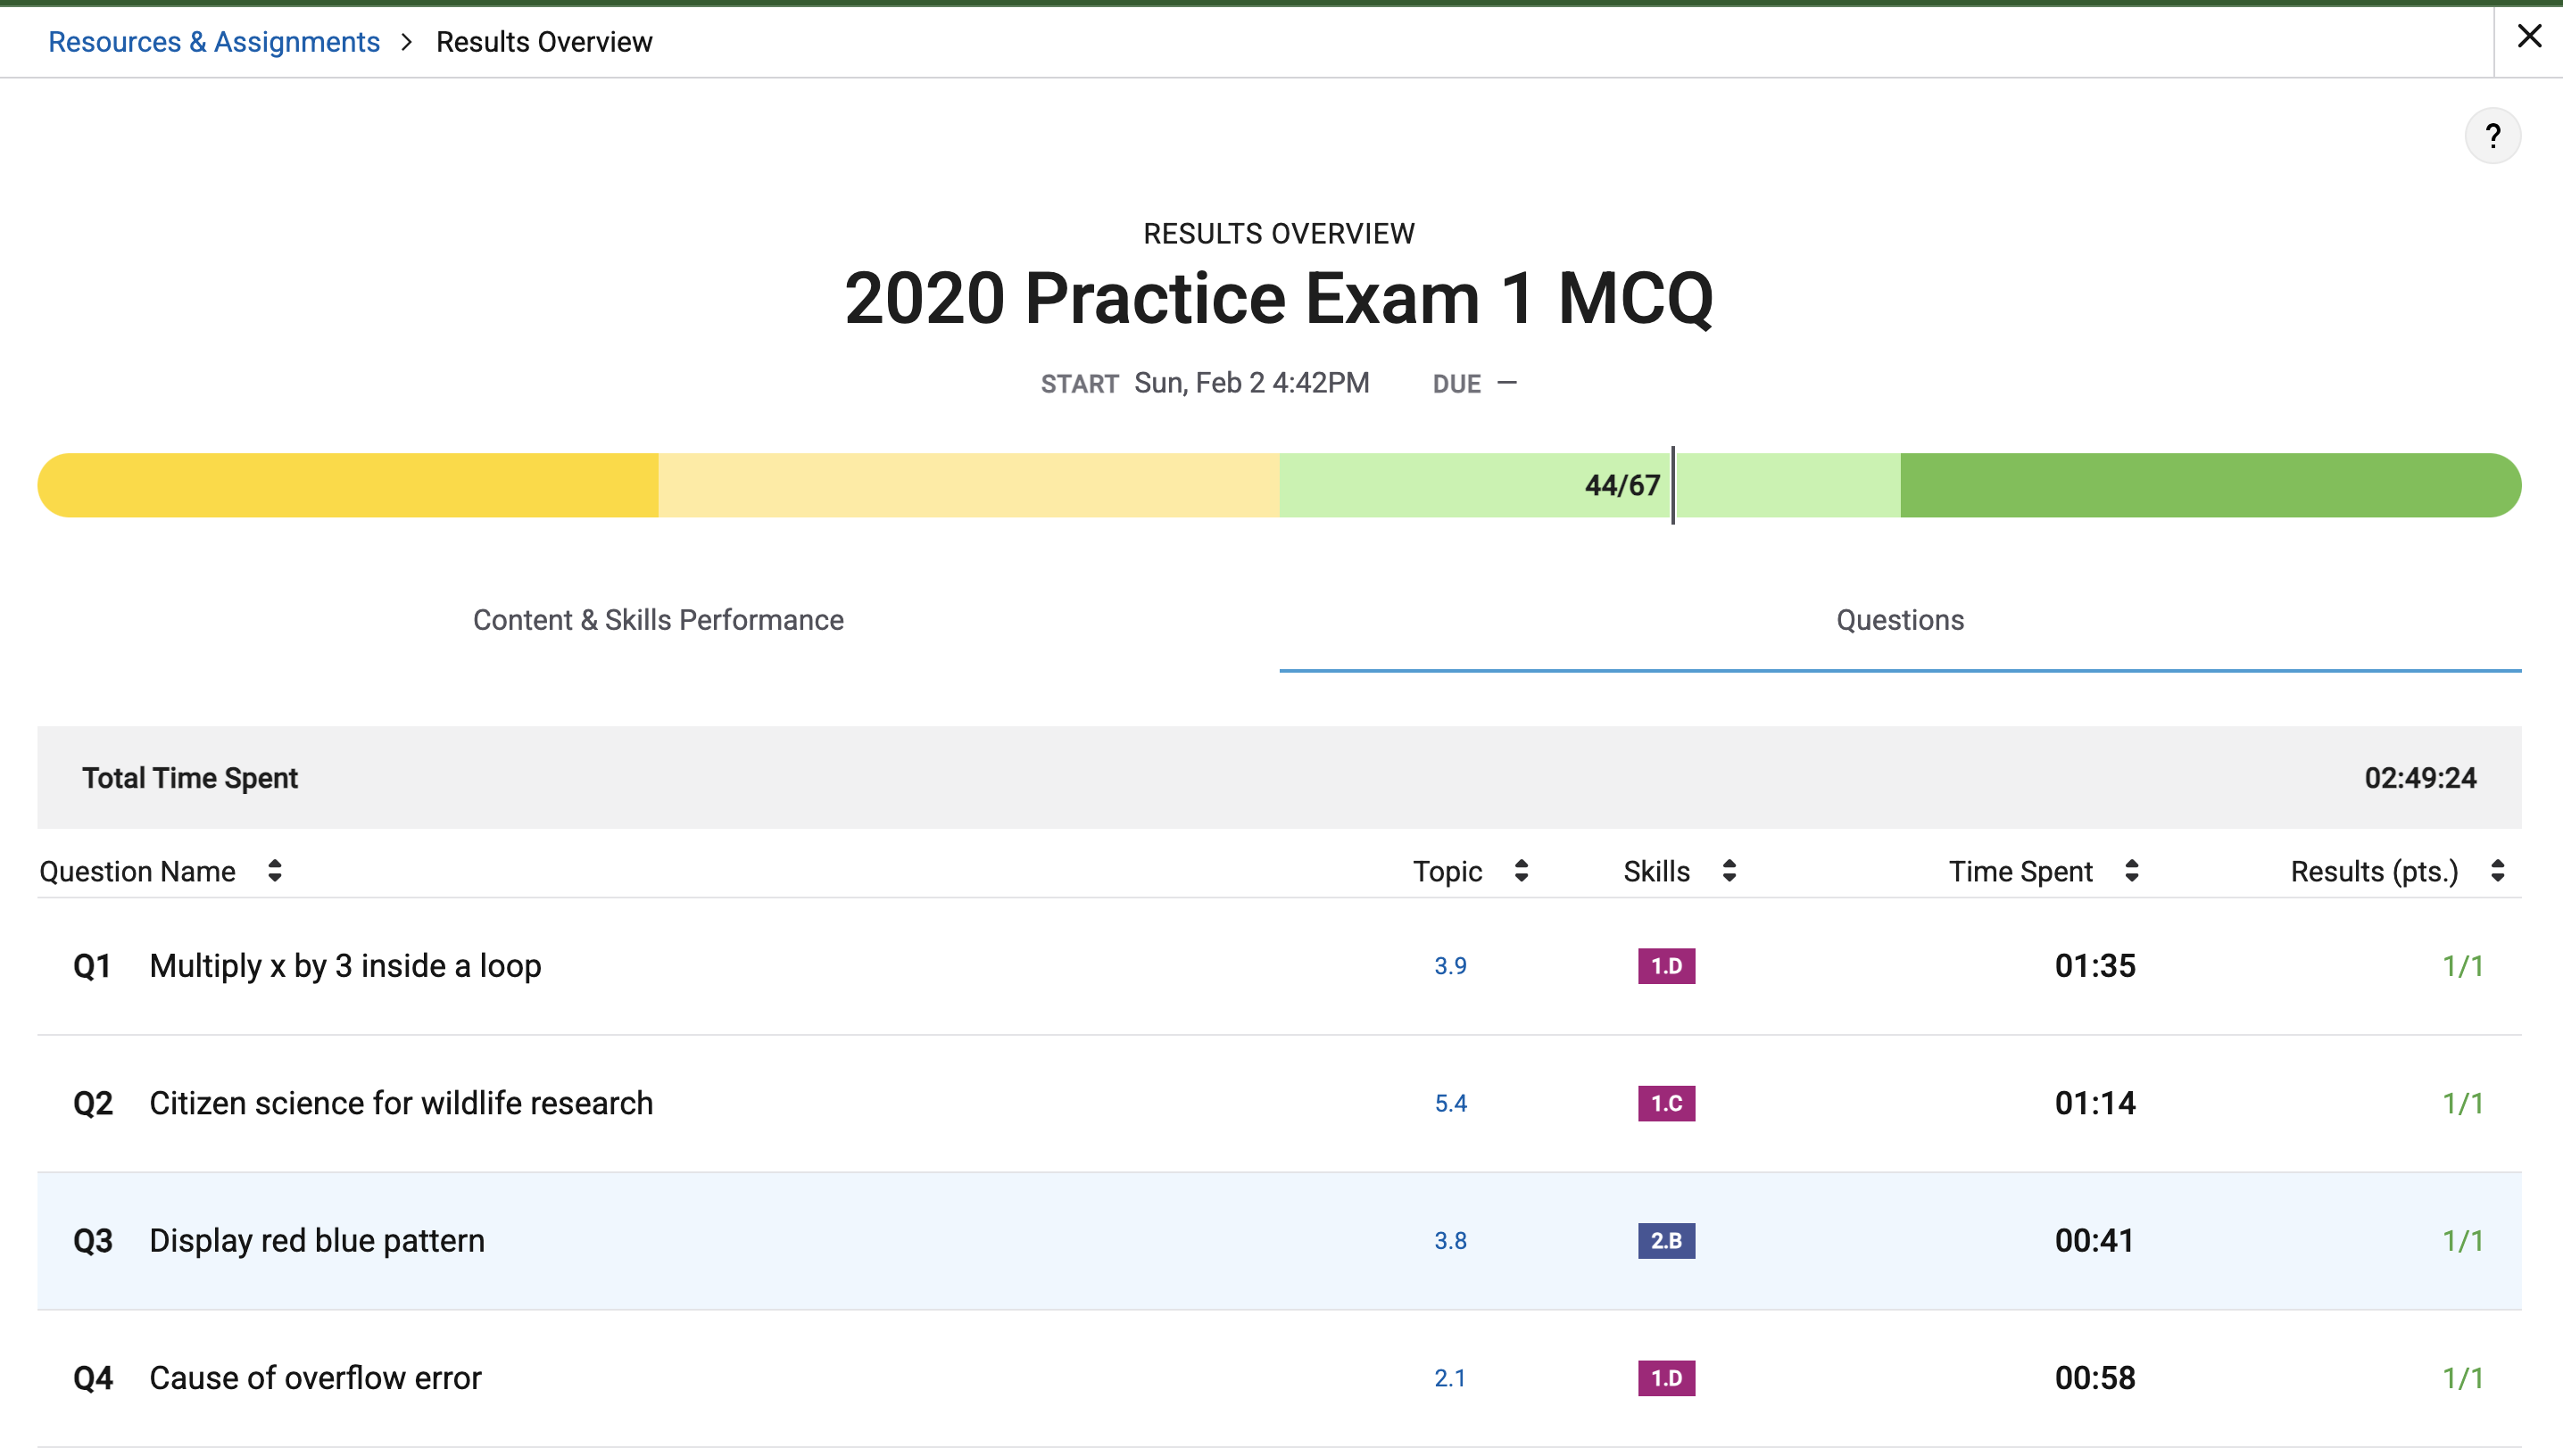 Resources & Assignments > Results Overview
?
RESULTS OVERVIEW
2020 Practice Exam 1 MCQ
START Sun, Feb 2 4:42PM DUE —
44/67
Content & Skills Performance Questions
Total Time Spent 02:49:24
Question Name Topic Skills Time Spent Results (pts.)
Q1 Multiply x by 3 inside a loop 3.9 1.D 01:35 1/1
Q2 Citizen science for wildlife research 5.4 1.C 01:14 1/1
Q3 Display red blue pattern 3.8 2.B 00:41 1/1
Q4 Cause of overflow error 2.1 1.D 00:58 1/1